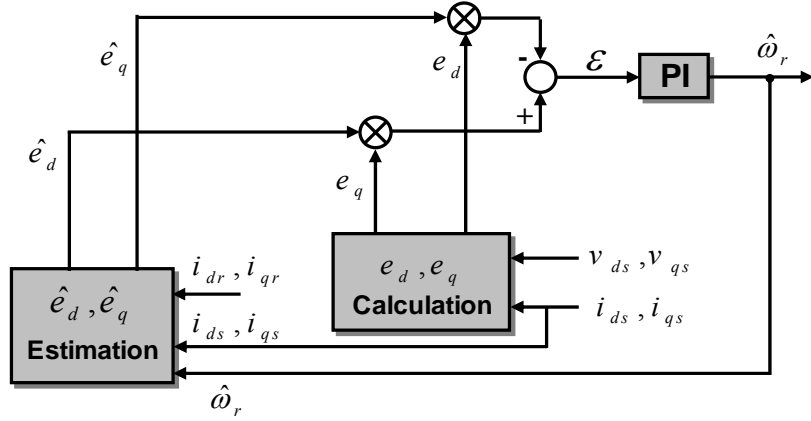 ê_q
ω̂_r
e_d
-
ε
PI
+
ê_d
e_q
i_dr , i_qr
v_ds , v_qs
e_d , e_q
ê_d , ê_q
Calculation
i_ds , i_qs
i_ds , i_qs
Estimation
ω̂_r